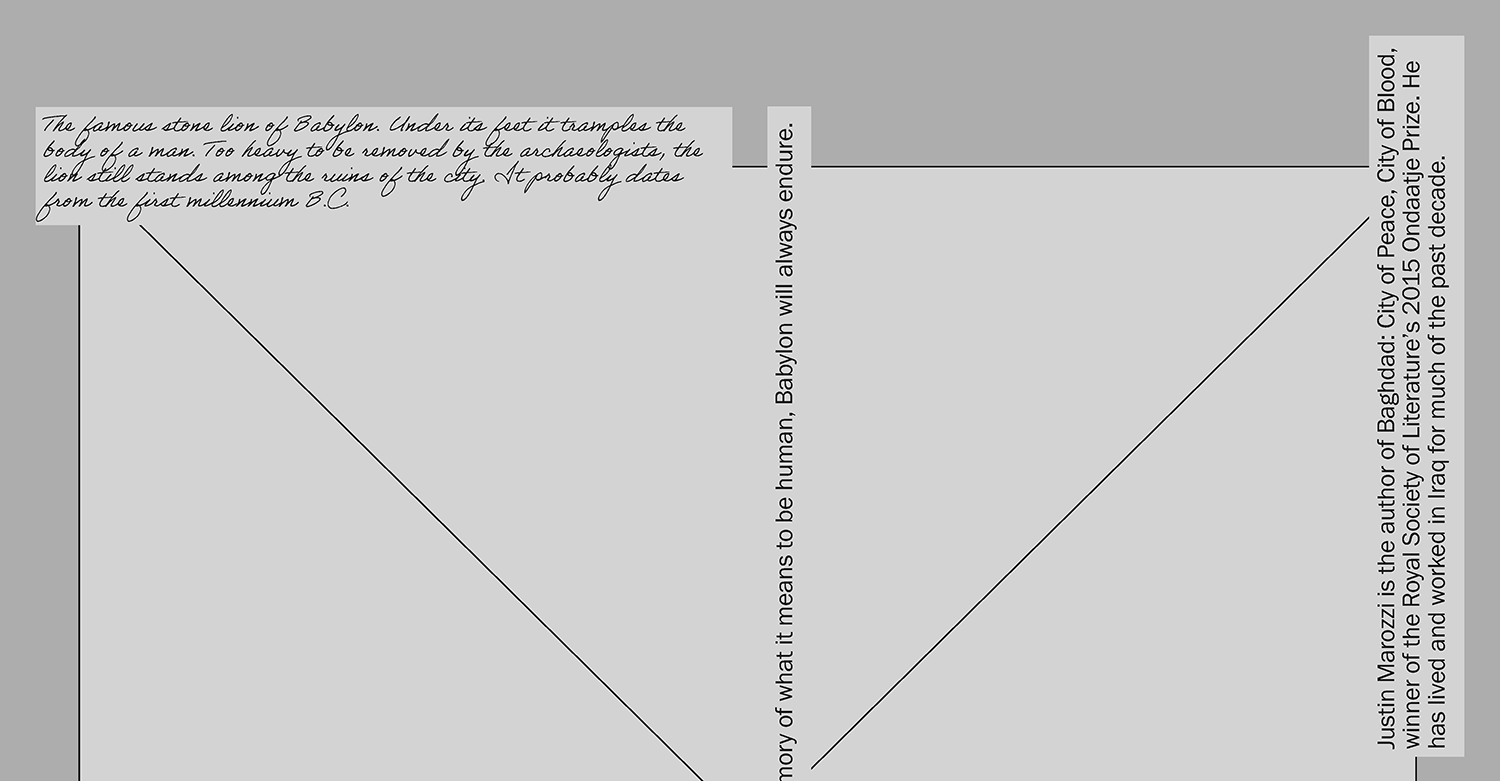 The famous stone lion of Babylon. Under its feet it tramples the
body of a man. Too heavy to be removed by the archaeologists, the
lion still stands among the ruins of the city. It probably dates
from the first millennium B.C.
of what it means to be human, Babylon will always endure.
Justin Marozzi is the author of Baghdad: City of Peace, City of Blood,
winner of the Royal Society of Literature’s 2015 Ondaatje Prize. He
has lived and worked in Iraq for much of the past decade.